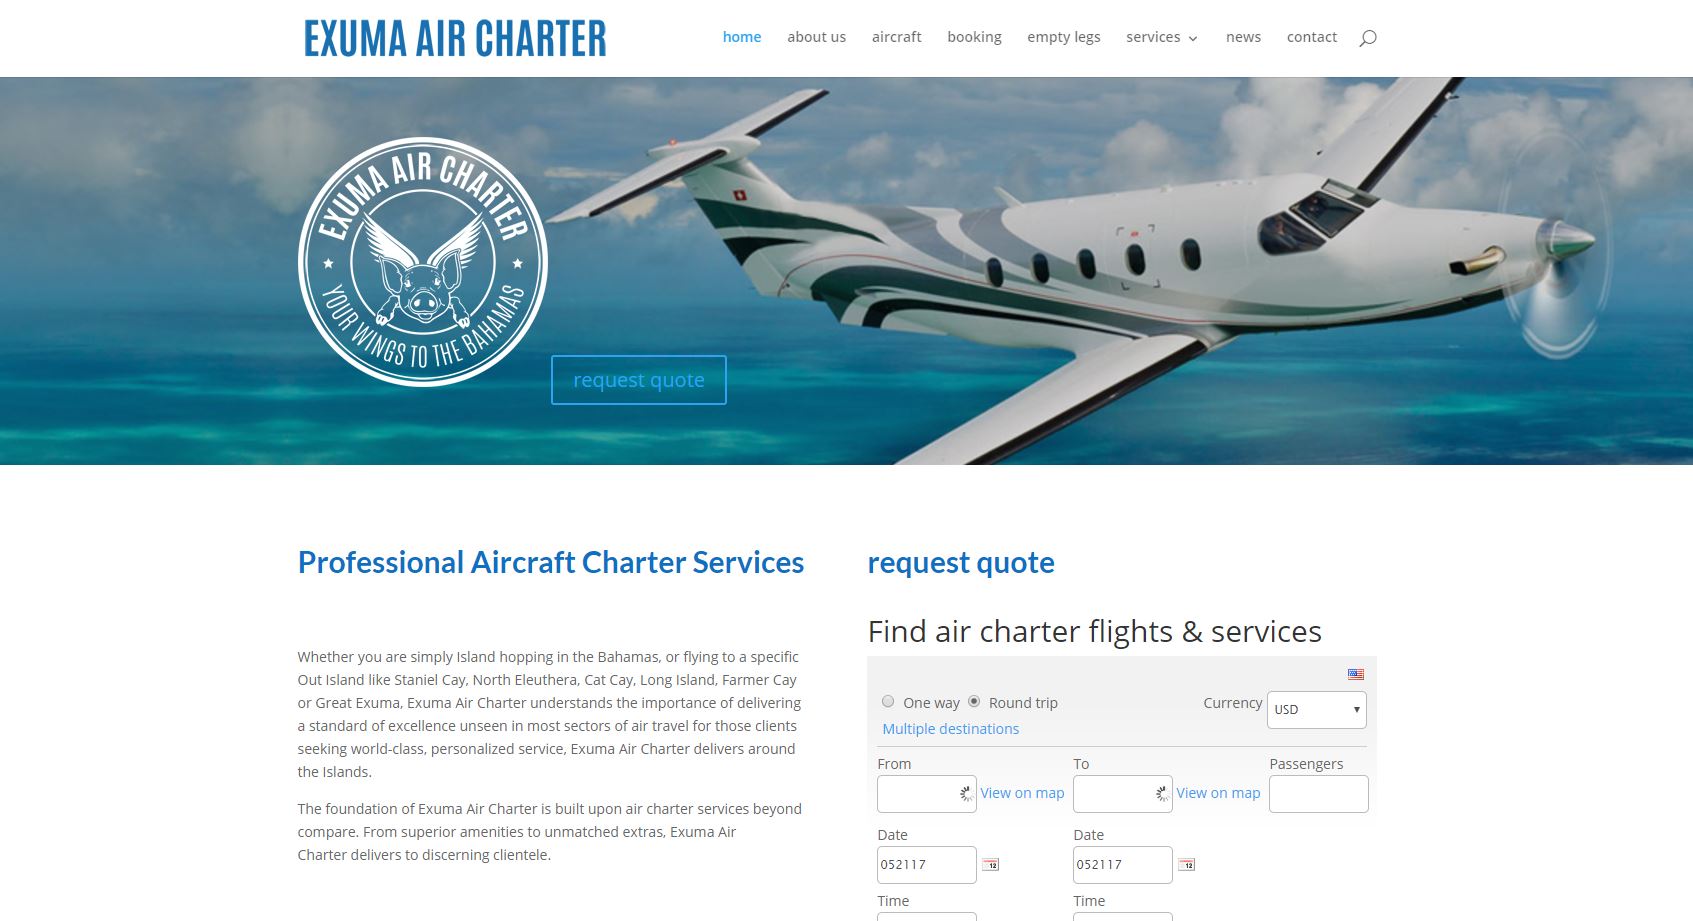 EXUMA AIR CHARTER
home about us aircraft booking empty legs services news contact
EXUMA AIR CHARTER
YOUR WINGS TO THE BAHAMAS
request quote
Professional Aircraft Charter Services
Whether you are simply Island hopping in the Bahamas, or flying to a specific
Out Island like Staniel Cay, North Eleuthera, Cat Cay, Long Island, Farmer Cay
or Great Exuma, Exuma Air Charter understands the importance of delivering
a standard of excellence unseen in most sectors of air travel for those clients
seeking world-class, personalized service, Exuma Air Charter delivers around
the Islands.
The foundation of Exuma Air Charter is built upon air charter services beyond
compare. From superior amenities to unmatched extras, Exuma Air
Charter delivers to discerning clientele.
request quote
Find air charter flights & services
One way Round trip Currency USD
Multiple destinations
From To Passengers
View on map View on map
Date Date
052117 12 052117 12
Time Time